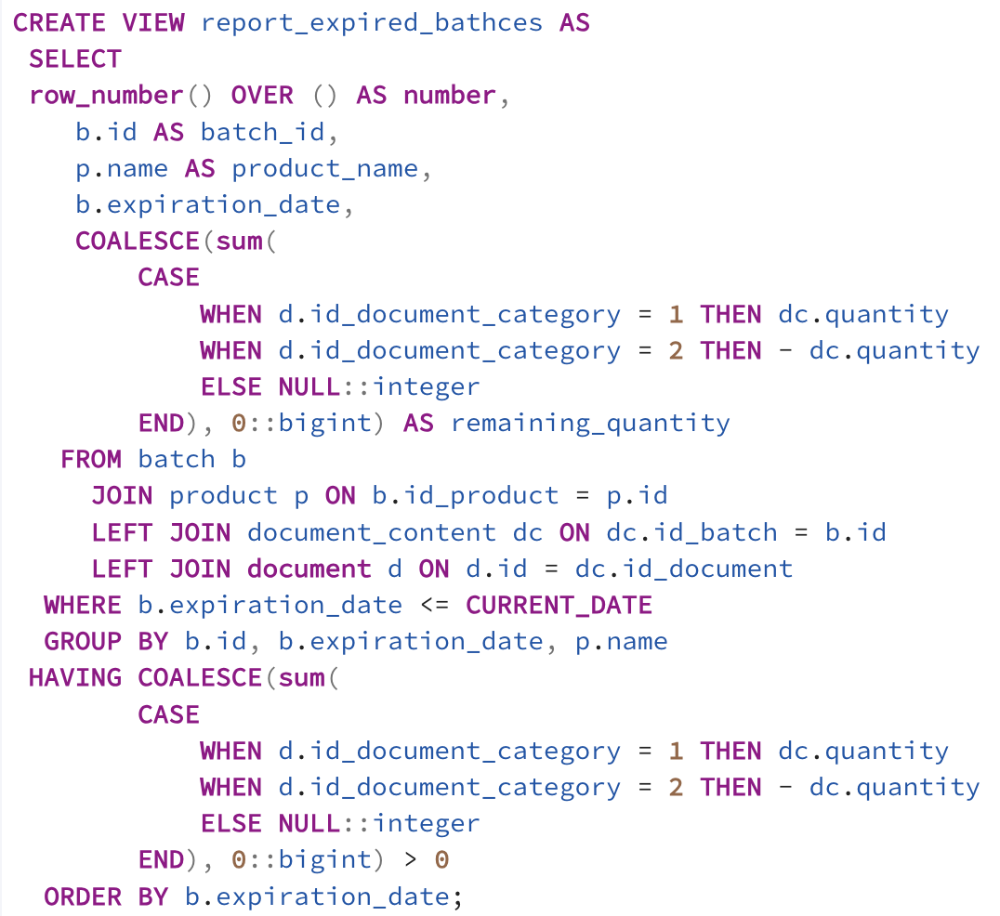 CREATE VIEW report_expired_bathces AS
SELECT
row_number() OVER () AS number,
b.id AS batch_id,
p.name AS product_name,
b.expiration_date,
COALESCE(sum(
CASE
WHEN d.id_document_category = 1 THEN dc.quantity
WHEN d.id_document_category = 2 THEN - dc.quantity
ELSE NULL::integer
END), 0::bigint) AS remaining_quantity
FROM batch b
JOIN product p ON b.id_product = p.id
LEFT JOIN document_content dc ON dc.id_batch = b.id
LEFT JOIN document d ON d.id = dc.id_document
WHERE b.expiration_date <= CURRENT_DATE
GROUP BY b.id, b.expiration_date, p.name
HAVING COALESCE(sum(
CASE
WHEN d.id_document_category = 1 THEN dc.quantity
WHEN d.id_document_category = 2 THEN - dc.quantity
ELSE NULL::integer
END), 0::bigint) > 0
ORDER BY b.expiration_date;